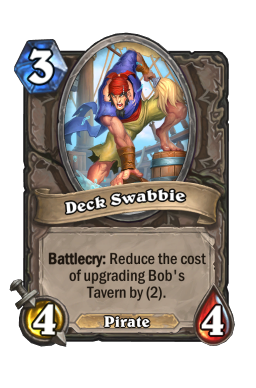 3
Deck Swabbie
Battlecry: Reduce the cost
of upgrading Bob's
Tavern by (2).
4
Pirate
4